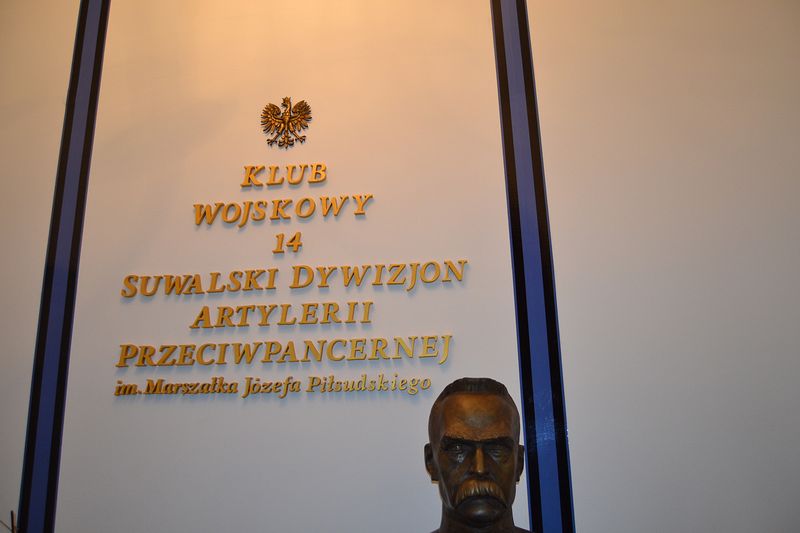 KLUB
WOJSKOWY
14
SUWALSKI DYWIZJON
ARTYLERII
PRZECIWPANCERNEJ
im. Marszałka Józefa Piłsudskiego